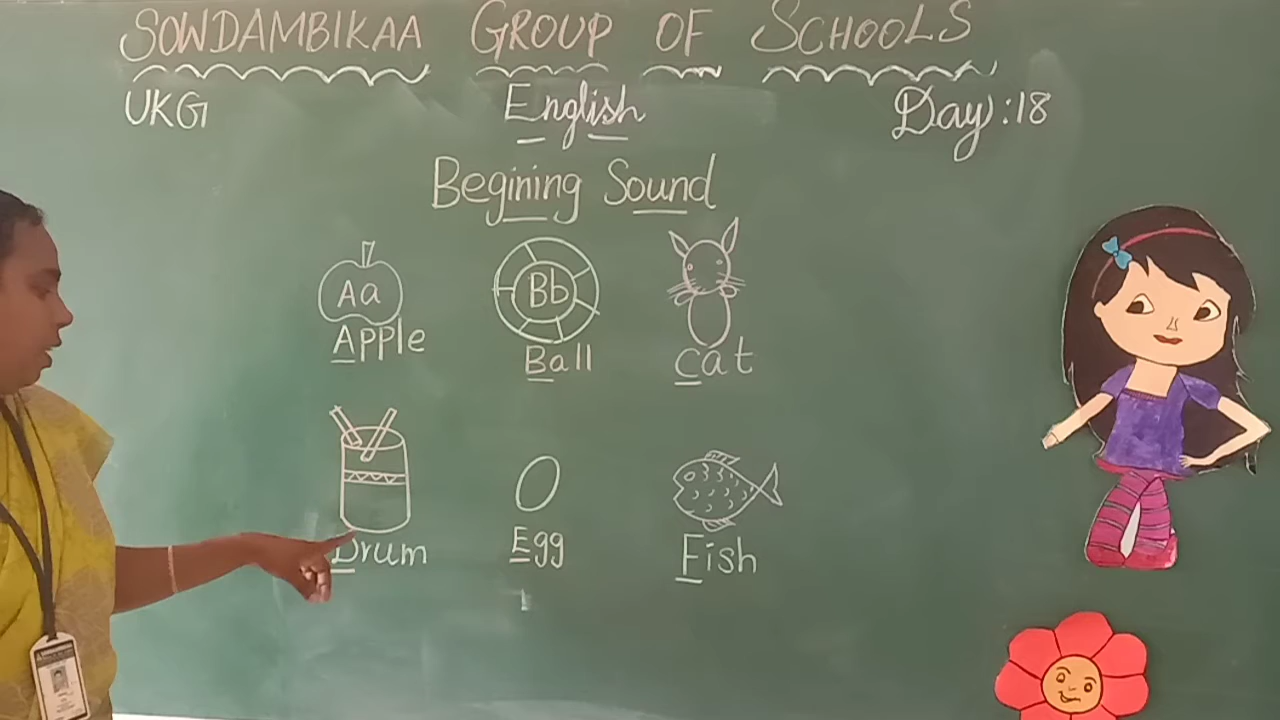 SOWDAMBIKAA GROUP OF SCHOOLS
UKG English Day:18
Begining Sound
Aa Bb
Apple Ball cat
Drum Egg Fish